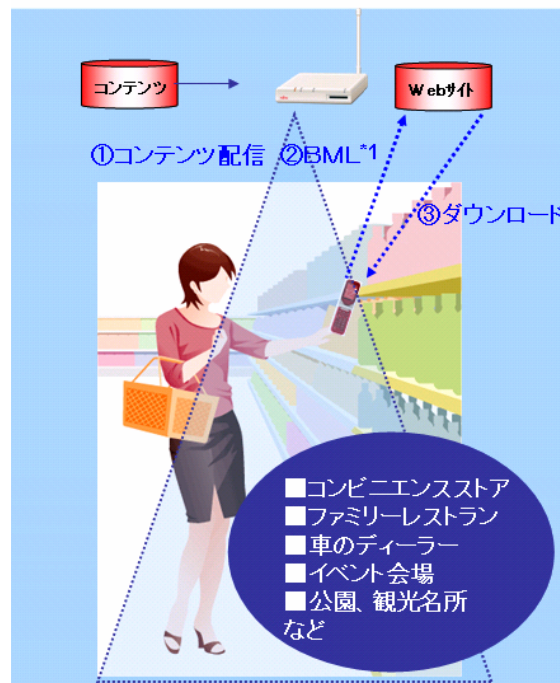 コンテンツ
Webサイト
①コンテンツ配信 ②BML*1
③ダウンロード
■コンビニエンスストア
■ファミリーレストラン
■車のディーラー
■イベント会場
■公園、観光名所
など